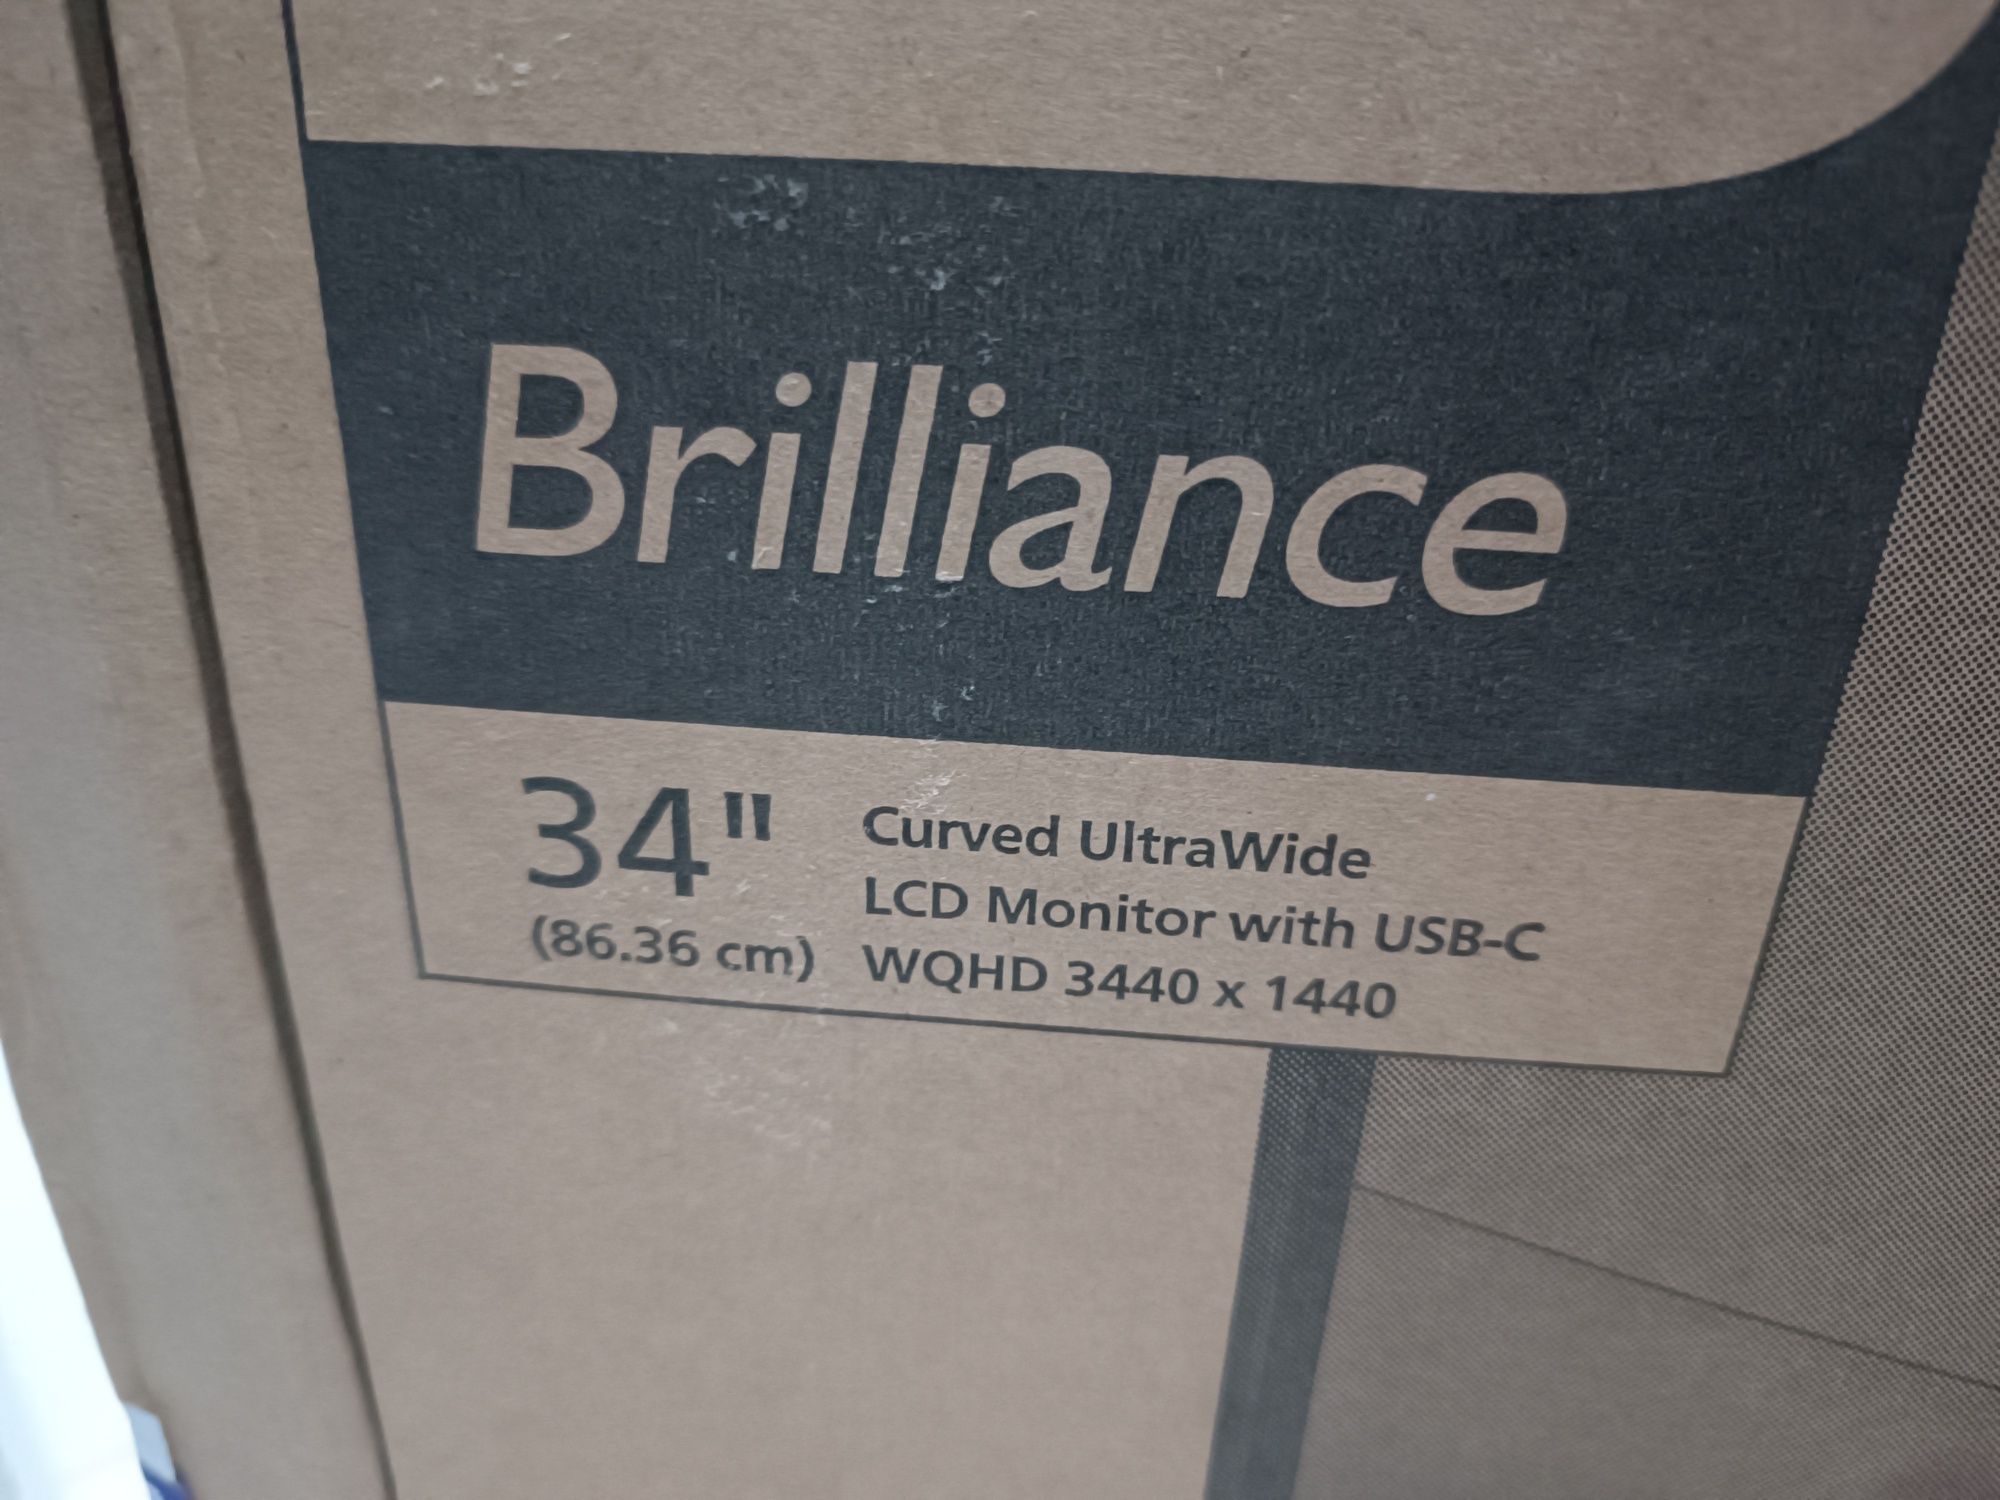 Brilliance
34"
(86.36 cm)
Curved UltraWide
LCD Monitor with USB-C
WQHD 3440 x 1440